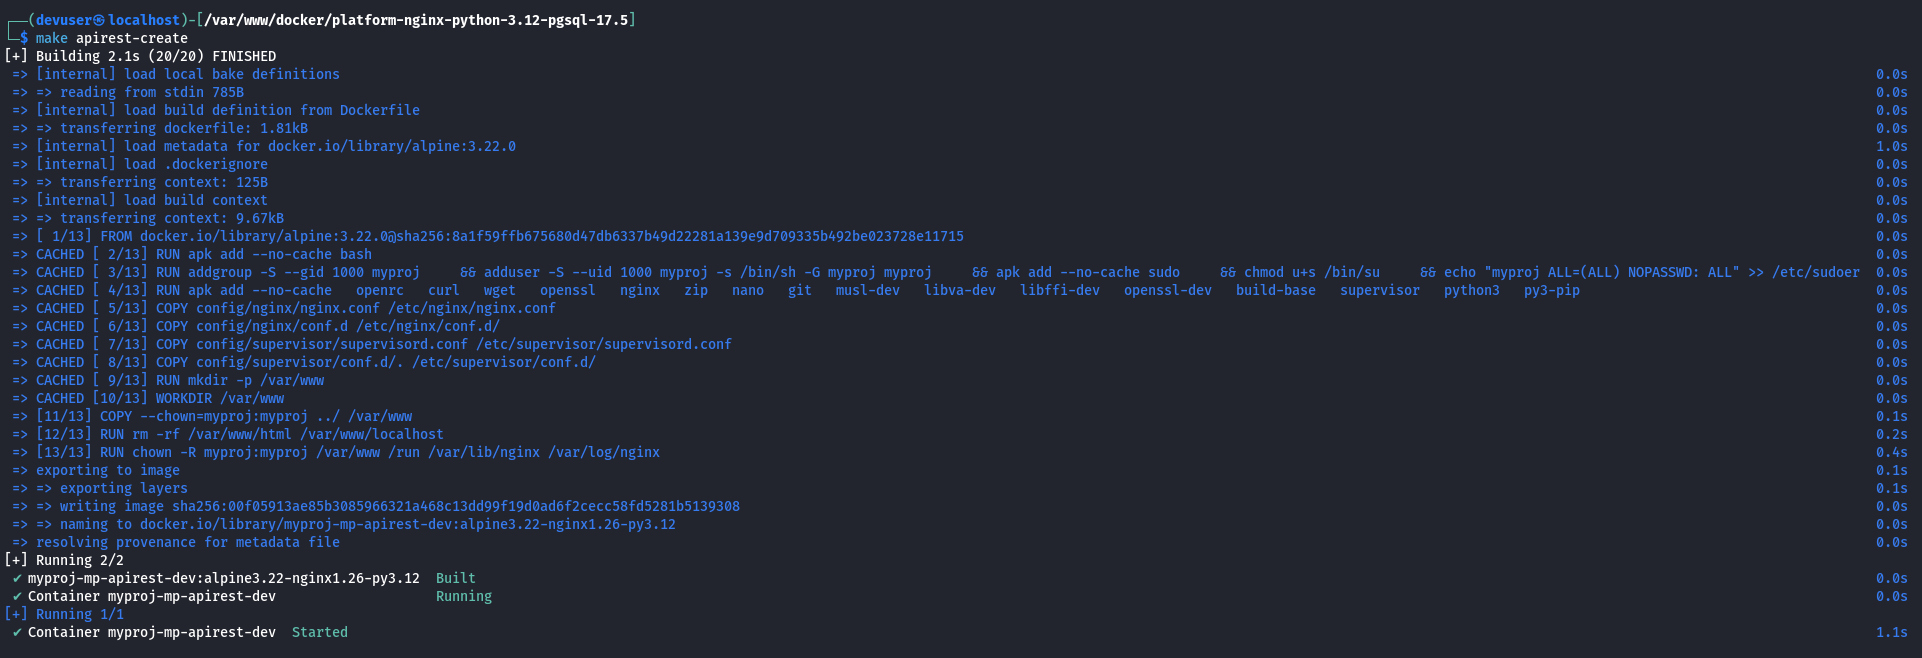 ┌──(devuser㉿localhost)-[/var/www/docker/platform-nginx-python-3.12-pgsql-17.5]
└─$ make apirest-create
[+] Building 2.1s (20/20) FINISHED
=> [internal] load local bake definitions 0.0s
=> => reading from stdin 785B 0.0s
=> [internal] load build definition from Dockerfile 0.0s
=> => transferring dockerfile: 1.81kB 0.0s
=> [internal] load metadata for docker.io/library/alpine:3.22.0 1.0s
=> [internal] load .dockerignore 0.0s
=> => transferring context: 125B 0.0s
=> [internal] load build context 0.0s
=> => transferring context: 9.67kB 0.0s
=> [ 1/13] FROM docker.io/library/alpine:3.22.0@sha256:8a1f59ffb675680d47db6337b49d22281a139e9d709335b492be023728e11715 0.0s
=> CACHED [ 2/13] RUN apk add --no-cache bash 0.0s
=> CACHED [ 3/13] RUN addgroup -S --gid 1000 myproj && adduser -S --uid 1000 myproj -s /bin/sh -G myproj myproj && apk add --no-cache sudo && chmod u+s /bin/su && echo "myproj ALL=(ALL) NOPASSWD: ALL" >> /etc/sudoer 0.0s
=> CACHED [ 4/13] RUN apk add --no-cache openrc curl wget openssl nginx zip nano git musl-dev libva-dev libffi-dev openssl-dev build-base supervisor python3 py3-pip 0.0s
=> CACHED [ 5/13] COPY config/nginx/nginx.conf /etc/nginx/nginx.conf 0.0s
=> CACHED [ 6/13] COPY config/nginx/conf.d /etc/nginx/conf.d/ 0.0s
=> CACHED [ 7/13] COPY config/supervisor/supervisord.conf /etc/supervisor/supervisord.conf 0.0s
=> CACHED [ 8/13] COPY config/supervisor/conf.d/. /etc/supervisor/conf.d/ 0.0s
=> CACHED [ 9/13] RUN mkdir -p /var/www 0.0s
=> CACHED [10/13] WORKDIR /var/www 0.0s
=> [11/13] COPY --chown=myproj:myproj ../ /var/www 0.1s
=> [12/13] RUN rm -rf /var/www/html /var/www/localhost 0.2s
=> [13/13] RUN chown -R myproj:myproj /var/www /run /var/lib/nginx /var/log/nginx 0.4s
=> exporting to image 0.1s
=> => exporting layers 0.1s
=> => writing image sha256:00f05913ae85b3085966321a468c13dd99f19d0ad6f2cecc58fd5281b5139308 0.0s
=> => naming to docker.io/library/myproj-mp-apirest-dev:alpine3.22-nginx1.26-py3.12 0.0s
=> resolving provenance for metadata file 0.0s
[+] Running 2/2
✔ myproj-mp-apirest-dev:alpine3.22-nginx1.26-py3.12 Built 0.0s
✔ Container myproj-mp-apirest-dev Running 0.0s
[+] Running 1/1
✔ Container myproj-mp-apirest-dev Started 1.1s